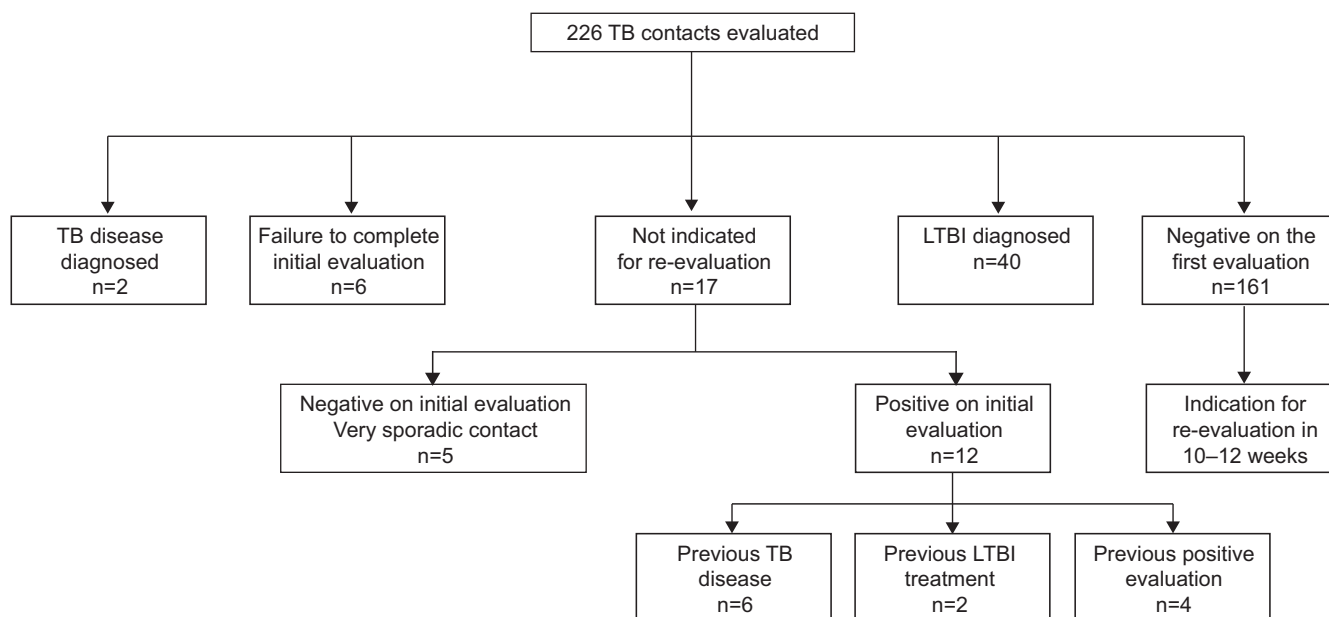 226 TB contacts evaluated
TB disease
diagnosed
n=2
Failure to complete
initial evaluation
n=6
Not indicated
for re-evaluation
n=17
LTBI diagnosed
n=40
Negative on the
first evaluation
n=161
Negative on initial evaluation
Very sporadic contact
n=5
Positive on initial
evaluation
n=12
Indication for
re-evaluation in
10–12 weeks
Previous TB
disease
n=6
Previous LTBI
treatment
n=2
Previous positive
evaluation
n=4